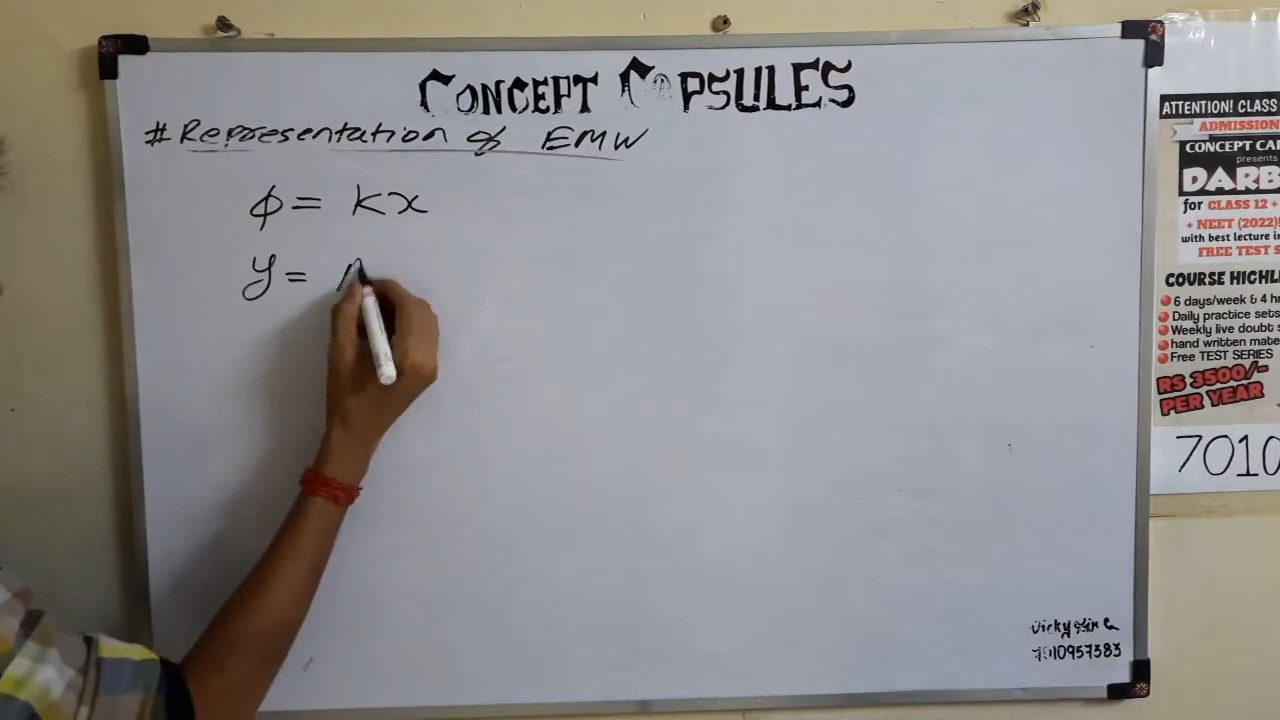 CONCEPT CAPSULES
# Representation of EMW
ϕ = kx
y =
7010957383
ATTENTION! CLASS
ADMISSION
CONCEPT CA
presents
DARB
for CLASS 12 +
+ NEET (2022)
with best lecture in
FREE TEST S
COURSE HIGHL
6 days/week & 4 h
Daily practice sets
Weekly live doubt s
hand written mate
Free TEST SERIES
RS 3500/-
PER YEAR
7010